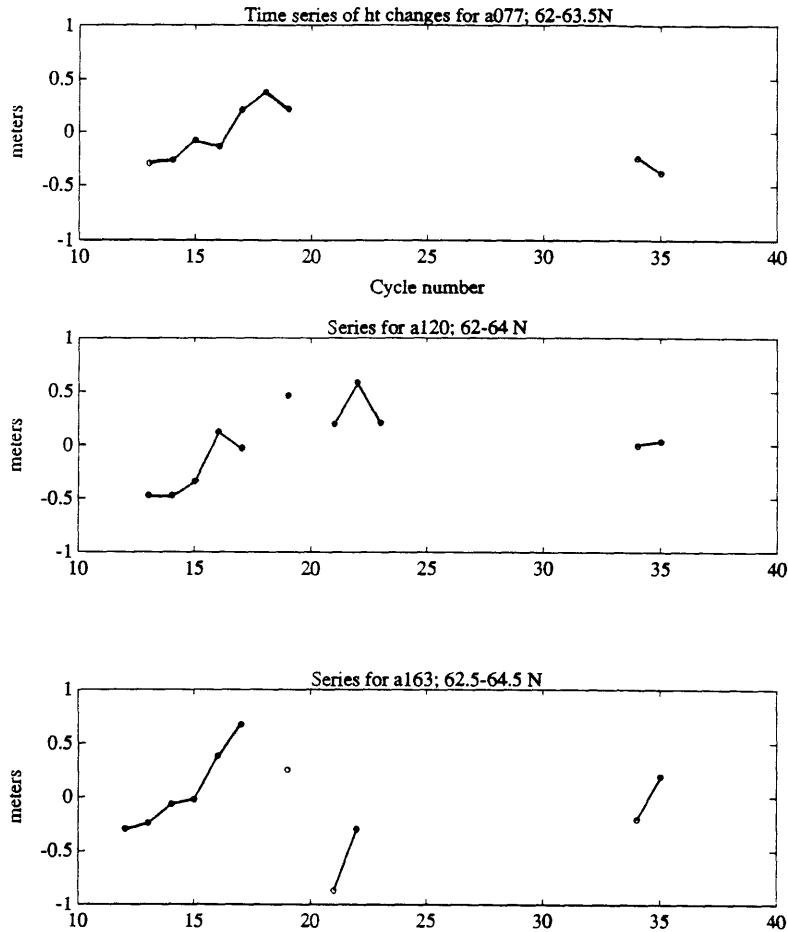 Time series of ht changes for a077; 62-63.5N
1
0.5
0
-0.5
-1
meters
10 15 20 25 30 35 40
Cycle number
Series for a120; 62-64 N
1
0.5
0
-0.5
-1
meters
10 15 20 25 30 35 40
Series for a163; 62.5-64.5 N
1
0.5
0
-0.5
-1
meters
10 15 20 25 30 35 40